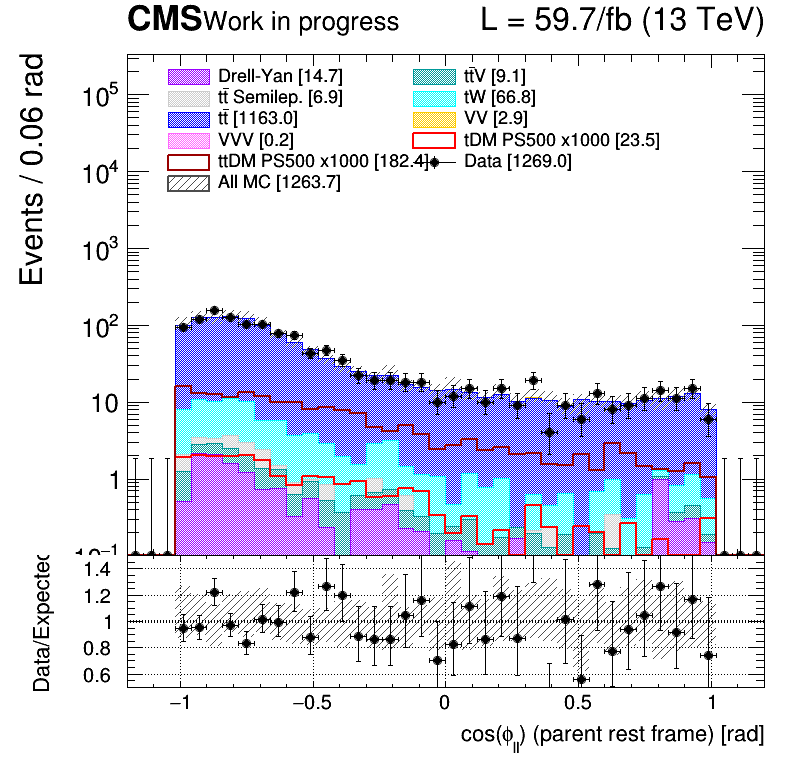 CMS Work in progress L = 59.7/fb (13 TeV)
Events / 0.06 rad
Drell-Yan [14.7] tt̄V [9.1]
tt̄ Semilep. [6.9] tW [66.8]
tt̄ [1163.0] VV [2.9]
VVV [0.2] tDM PS500 x1000 [23.5]
ttDM PS500 x1000 [182.4] Data [1269.0]
All MC [1263.7]
10⁵
10⁴
10³
10²
10
1
10⁻¹
Data/Expected
1.4
1.2
1
0.8
0.6
−1 −0.5 0 0.5 1
cos(ϕ_ll) (parent rest frame) [rad]